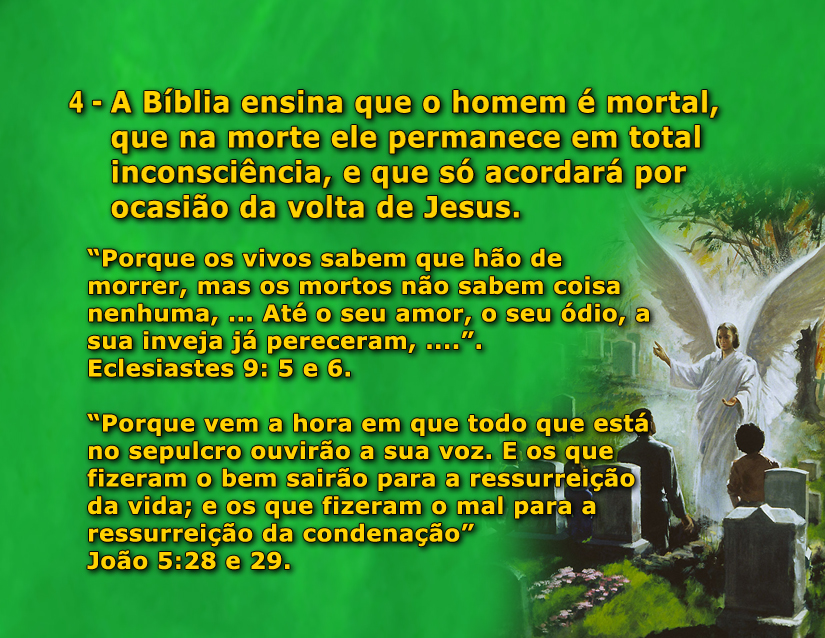 4 - A Bíblia ensina que o homem é mortal,
que na morte ele permanece em total
inconsciência, e que só acordará por
ocasião da volta de Jesus.
“Porque os vivos sabem que hão de
morrer, mas os mortos não sabem coisa
nenhuma, ... Até o seu amor, o seu ódio, a
sua inveja já pereceram, ....”.
Eclesiastes 9: 5 e 6.
“Porque vem a hora em que todo que está
no sepulcro ouvirão a sua voz. E os que
fizeram o bem sairão para a ressurreição
da vida; e os que fizeram o mal para a
ressurreição da condenação”
João 5:28 e 29.